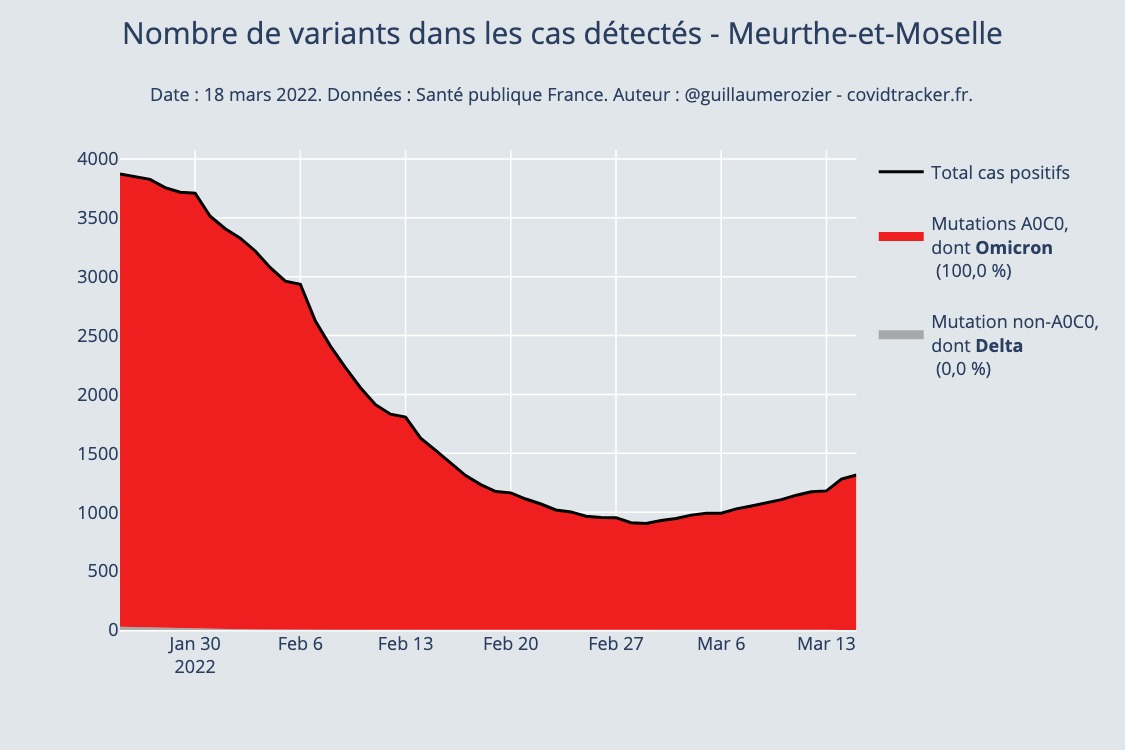 Nombre de variants dans les cas détectés - Meurthe-et-Moselle
Date : 18 mars 2022. Données : Santé publique France. Auteur : @guillaumerozier - covidtracker.fr.
4000
3500
3000
2500
2000
1500
1000
500
0
Jan 30
2022
Feb 6
Feb 13
Feb 20
Feb 27
Mar 6
Mar 13
Total cas positifs
Mutations A0C0,
dont Omicron
(100,0 %)
Mutation non-A0C0,
dont Delta
(0,0 %)